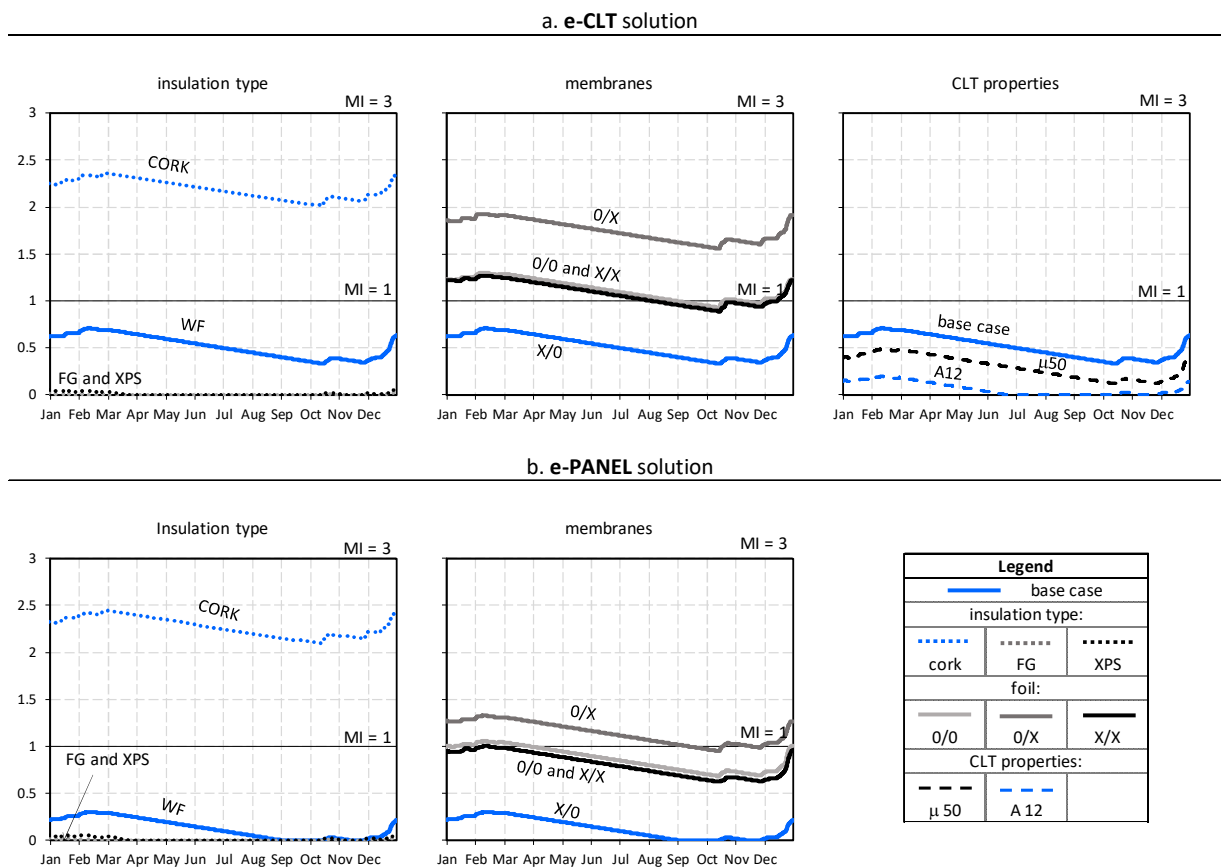 a. e-CLT solution
insulation type
MI = 3
3
2.5
2
1.5
1
0.5
0
CORK
MI = 1
WF
FG and XPS
Jan Feb Mar Apr May Jun Jul Aug Sep Oct Nov Dec
membranes
MI = 3
0/X
0/0 and X/X
MI = 1
X/0
Jan Feb Mar Apr May Jun Jul Aug Sep Oct Nov Dec
CLT properties
MI = 3
MI = 1
base case
μ50
A12
Jan Feb Mar Apr May Jun Jul Aug Sep Oct Nov Dec
b. e-PANEL solution
Insulation type
MI = 3
3
2.5
2
1.5
1
0.5
0
CORK
MI = 1
FG and XPS
WF
Jan Feb Mar Apr May Jun Jul Aug Sep Oct Nov Dec
membranes
MI = 3
0/X
MI = 1
0/0 and X/X
X/0
Jan Feb Mar Apr May Jun Jul Aug Sep Oct Nov Dec
Legend
base case
insulation type:
cork FG XPS
foil:
0/0 0/X X/X
CLT properties:
μ 50 A 12